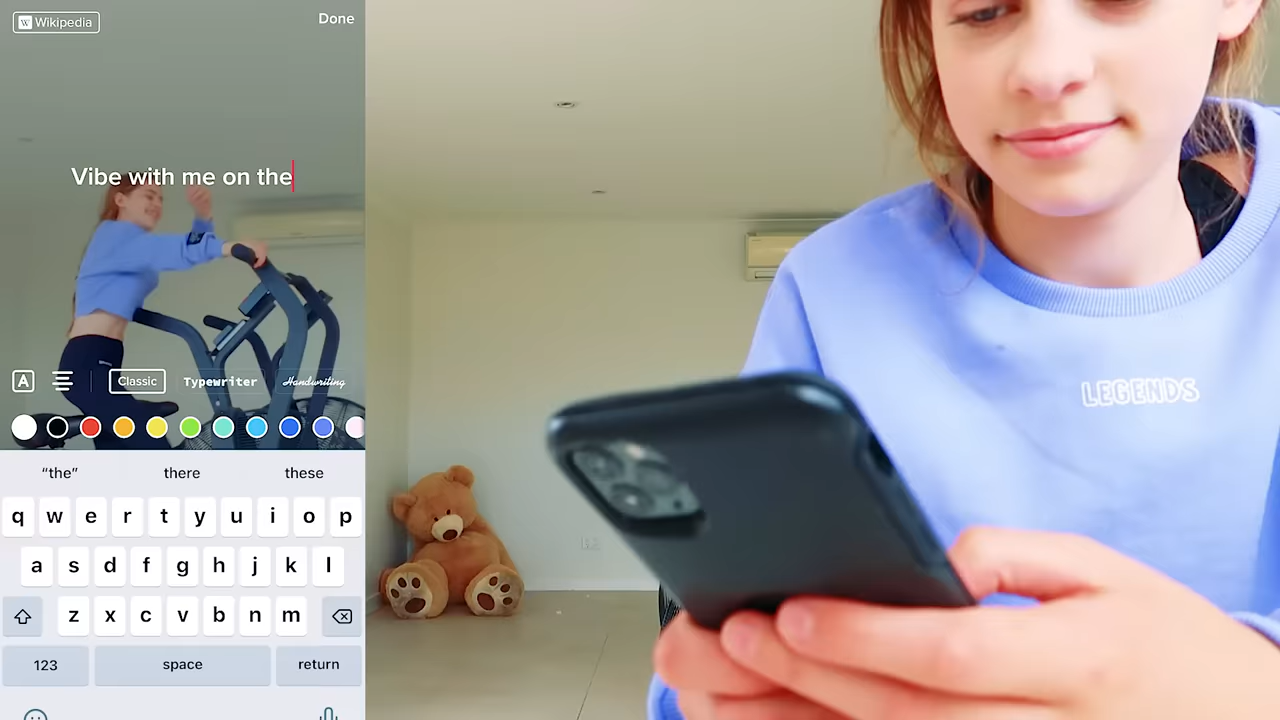 Wikipedia
Done
Vibe with me on the
A
Classic
Typewriter
Handwriting
“the”
there
these
q w e r t y u i o p
a s d f g h j k l
z x c v b n m
123
space
return
LEGENDS